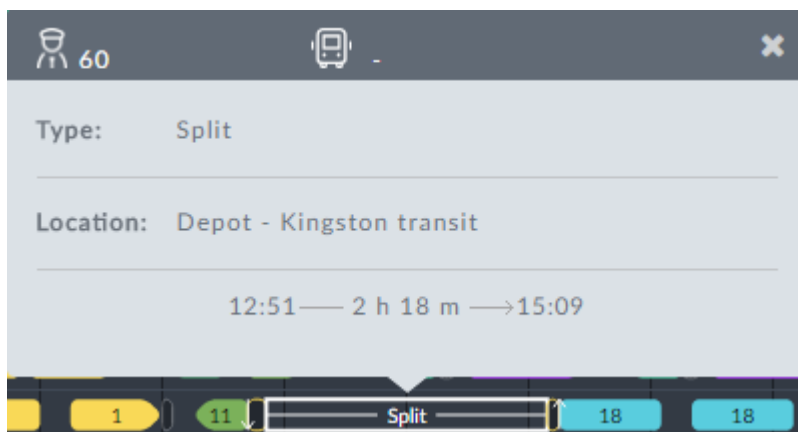 60 -
Type: Split
Location: Depot - Kingston transit
12:51 2 h 18 m 15:09
1 11 Split 18 18